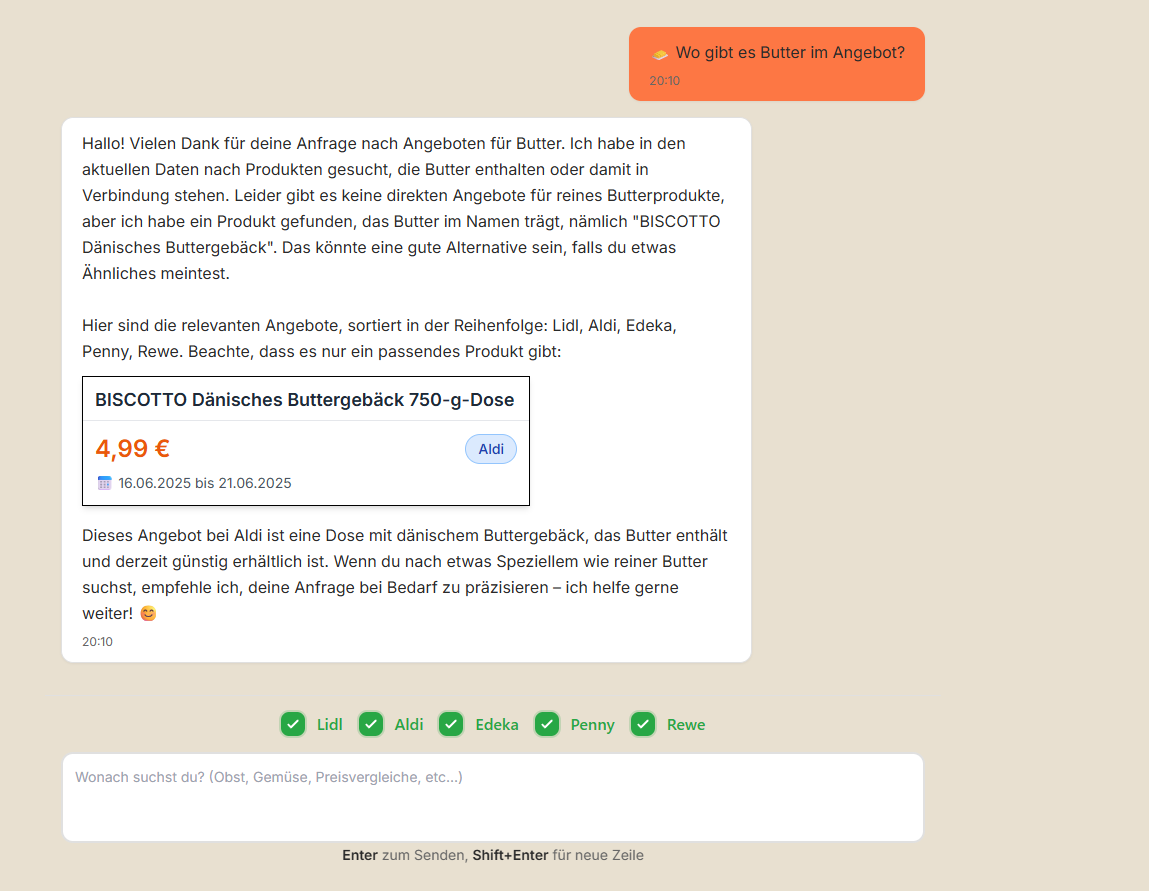 🧈 Wo gibt es Butter im Angebot?
20:10
Hallo! Vielen Dank für deine Anfrage nach Angeboten für Butter. Ich habe in den
aktuellen Daten nach Produkten gesucht, die Butter enthalten oder damit in
Verbindung stehen. Leider gibt es keine direkten Angebote für reines Butterprodukte,
aber ich habe ein Produkt gefunden, das Butter im Namen trägt, nämlich "BISCOTTO
Dänisches Buttergebäck". Das könnte eine gute Alternative sein, falls du etwas
Ähnliches meintest.
Hier sind die relevanten Angebote, sortiert in der Reihenfolge: Lidl, Aldi, Edeka,
Penny, Rewe. Beachte, dass es nur ein passendes Produkt gibt:
BISCOTTO Dänisches Buttergebäck 750-g-Dose
4,99 € Aldi
16.06.2025 bis 21.06.2025
Dieses Angebot bei Aldi ist eine Dose mit dänischem Buttergebäck, das Butter enthält
und derzeit günstig erhältlich ist. Wenn du nach etwas Speziellem wie reiner Butter
suchst, empfehle ich, deine Anfrage bei Bedarf zu präzisieren – ich helfe gerne
weiter! 😊
20:10
Lidl Aldi Edeka Penny Rewe
Wonach suchst du? (Obst, Gemüse, Preisvergleiche, etc...)
Enter zum Senden, Shift+Enter für neue Zeile